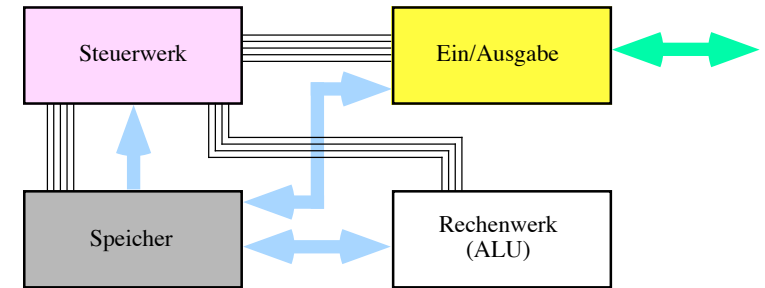 Steuerwerk
Ein/Ausgabe
Speicher
Rechenwerk
(ALU)